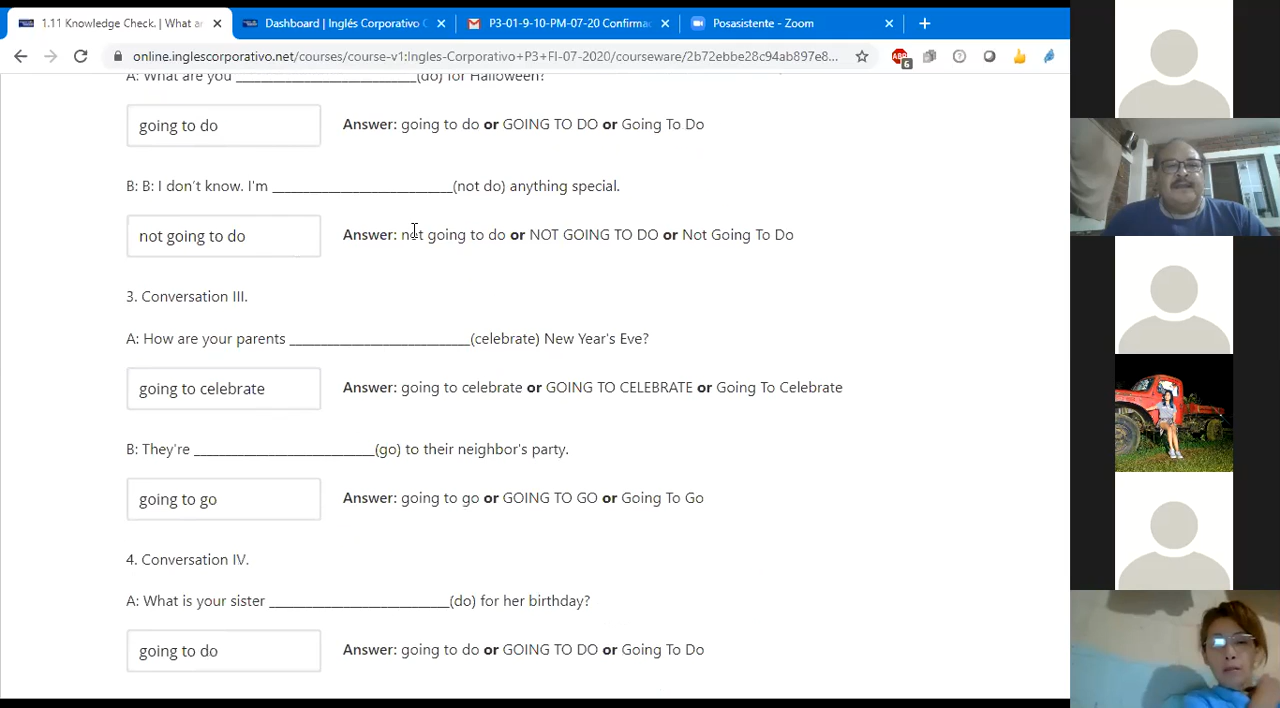 1.11 Knowledge Check. | What a
Dashboard | Inglés Corporativo
P3-01-9-10-PM-07-20 Confirma
Posasistente - Zoom
online.inglescorporativo.net/courses/course-v1:Ingles-Corporativo+P3+FI-07-2020/courseware/2b72ebbe28c94ab897e8...
ABP
6
A: What are you __________________________(do) for Halloween?
going to do
Answer: going to do or GOING TO DO or Going To Do
B: B: I don't know. I'm __________________________(not do) anything special.
not going to do
Answer: not going to do or NOT GOING TO DO or Not Going To Do
3. Conversation III.
A: How are your parents __________________________(celebrate) New Year's Eve?
going to celebrate
Answer: going to celebrate or GOING TO CELEBRATE or Going To Celebrate
B: They're __________________________(go) to their neighbor's party.
going to go
Answer: going to go or GOING TO GO or Going To Go
4. Conversation IV.
A: What is your sister __________________________(do) for her birthday?
going to do
Answer: going to do or GOING TO DO or Going To Do